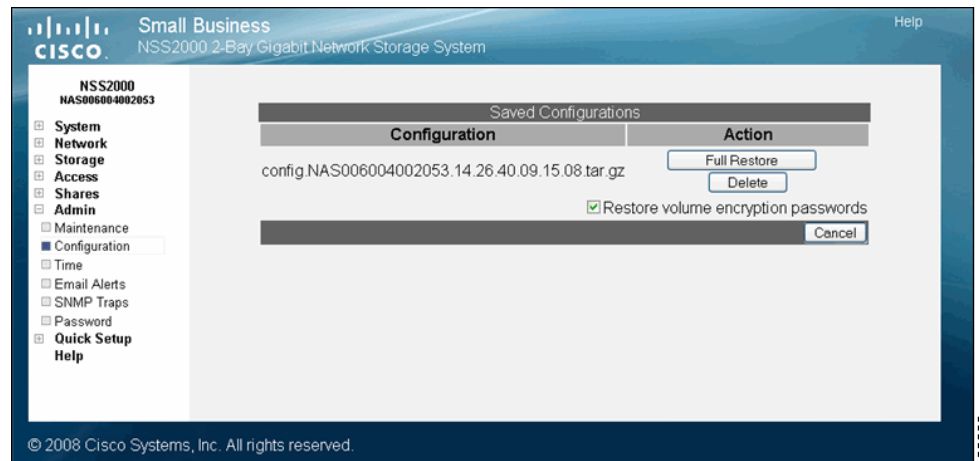 Small Business
Help
CISCO
NSS2000 2-Bay Gigabit Network Storage System
NSS2000
NAS006004002053
System
Network
Storage
Access
Shares
Admin
Maintenance
Configuration
Time
Email Alerts
SNMP Traps
Password
Quick Setup
Help
Saved Configurations
Configuration Action
config.NAS006004002053.14.26.40.09.15.08.tar.gz
Full Restore
Delete
Restore volume encryption passwords
Cancel
© 2008 Cisco Systems, Inc. All rights reserved.